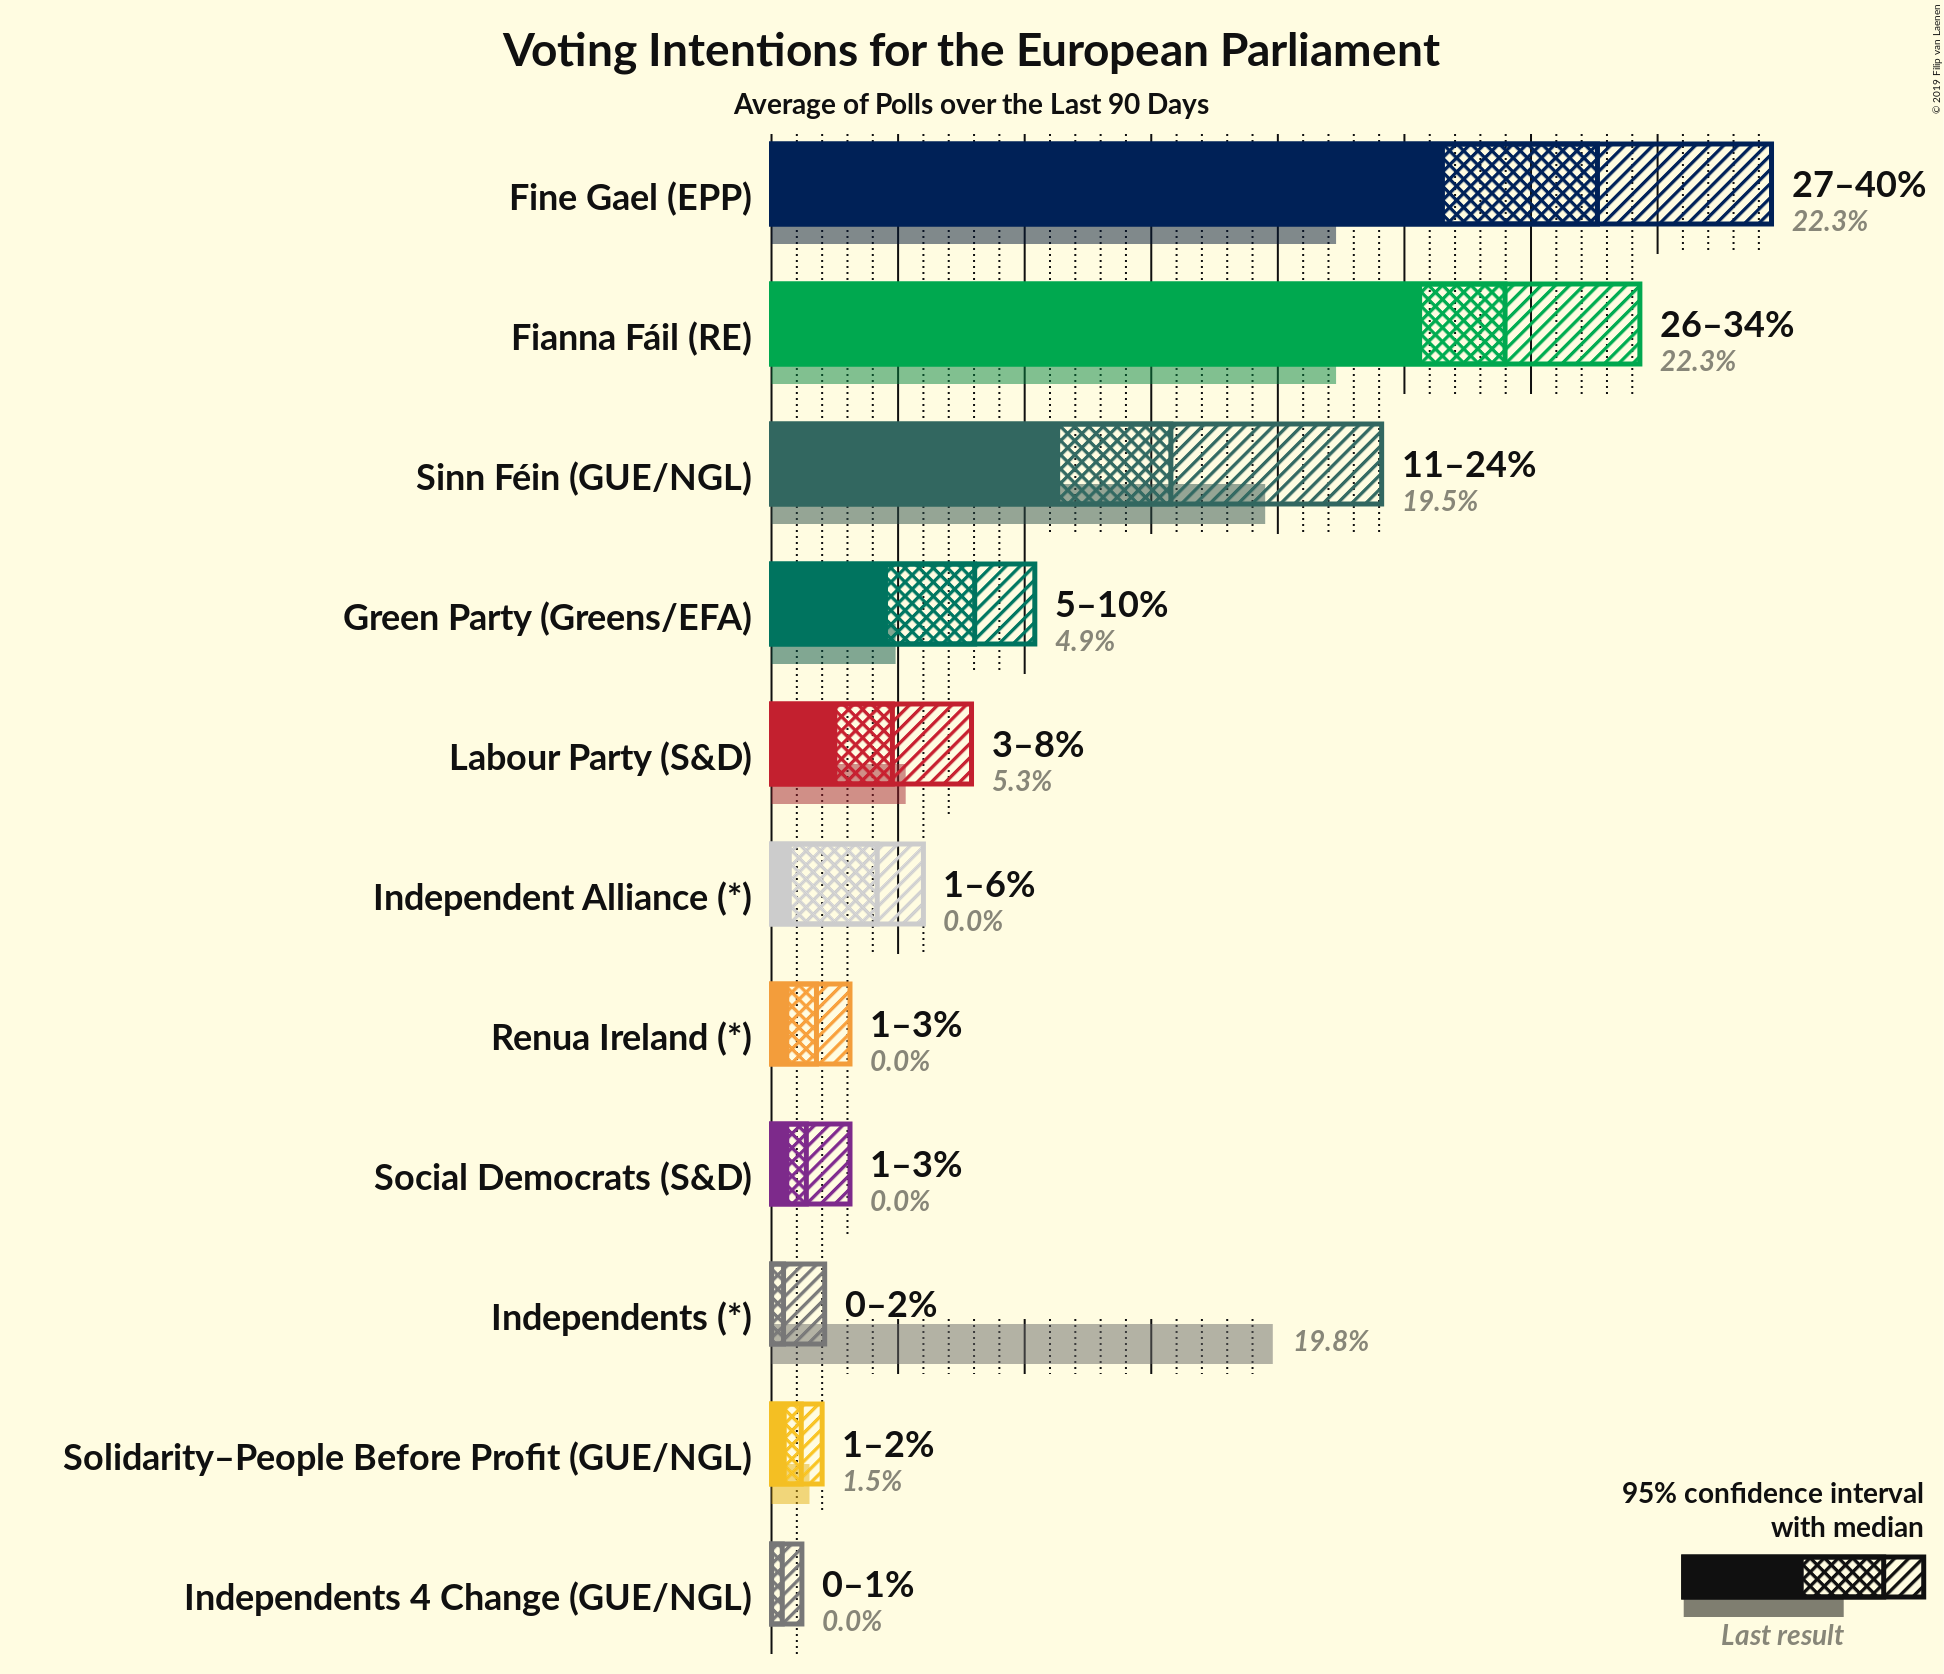 Voting Intentions for the European Parliament
Average of Polls over the Last 90 Days
© 2019 Filip van Laenen
Fine Gael (EPP)
27–40%
22.3%
Fianna Fáil (RE)
26–34%
22.3%
Sinn Féin (GUE/NGL)
11–24%
19.5%
Green Party (Greens/EFA)
5–10%
4.9%
Labour Party (S&D)
3–8%
5.3%
Independent Alliance (*)
1–6%
0.0%
Renua Ireland (*)
1–3%
0.0%
Social Democrats (S&D)
1–3%
0.0%
Independents (*)
0–2%
19.8%
Solidarity–People Before Profit (GUE/NGL)
1–2%
1.5%
Independents 4 Change (GUE/NGL)
0–1%
0.0%
95% confidence interval
with median
Last result